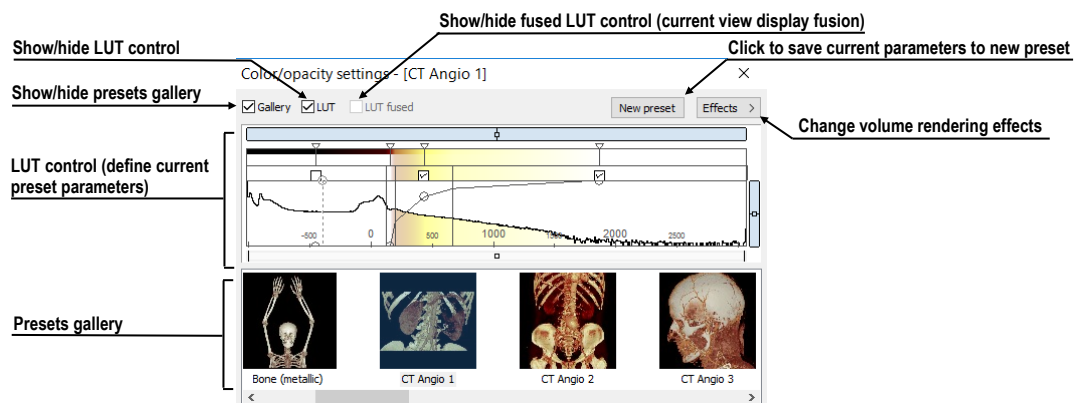 Show/hide fused LUT control (current view display fusion)
Show/hide LUT control
Click to save current parameters to new preset
Color/opacity settings - [CT Angio 1]
Show/hide presets gallery
Gallery LUT LUT fused New preset Effects >
Change volume rendering effects
LUT control (define current
preset parameters)
-500 0 500 1000 1500 2000 2500
Presets gallery
Bone (metallic) CT Angio 1 CT Angio 2 CT Angio 3